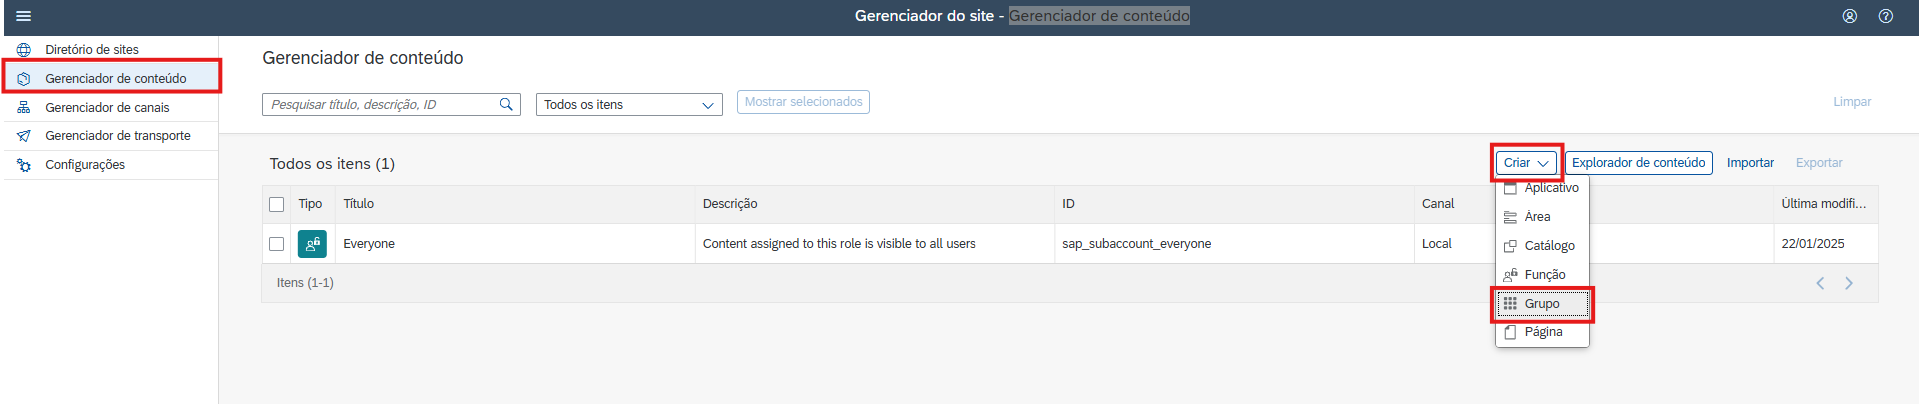 Gerenciador do site - Gerenciador de conteúdo
Diretório de sites
Gerenciador de conteúdo
Gerenciador de canais
Gerenciador de transporte
Configurações
Gerenciador de conteúdo
Pesquisar título, descrição, ID
Todos os itens
Mostrar selecionados
Limpar
Todos os itens (1)
Criar
Explorador de conteúdo
Importar
Exportar
Aplicativo
Área
Catálogo
Função
Grupo
Página
Tipo Título Descrição ID Canal Última modifi...
Everyone Content assigned to this role is visible to all users sap_subaccount_everyone Local 22/01/2025
Itens (1-1)